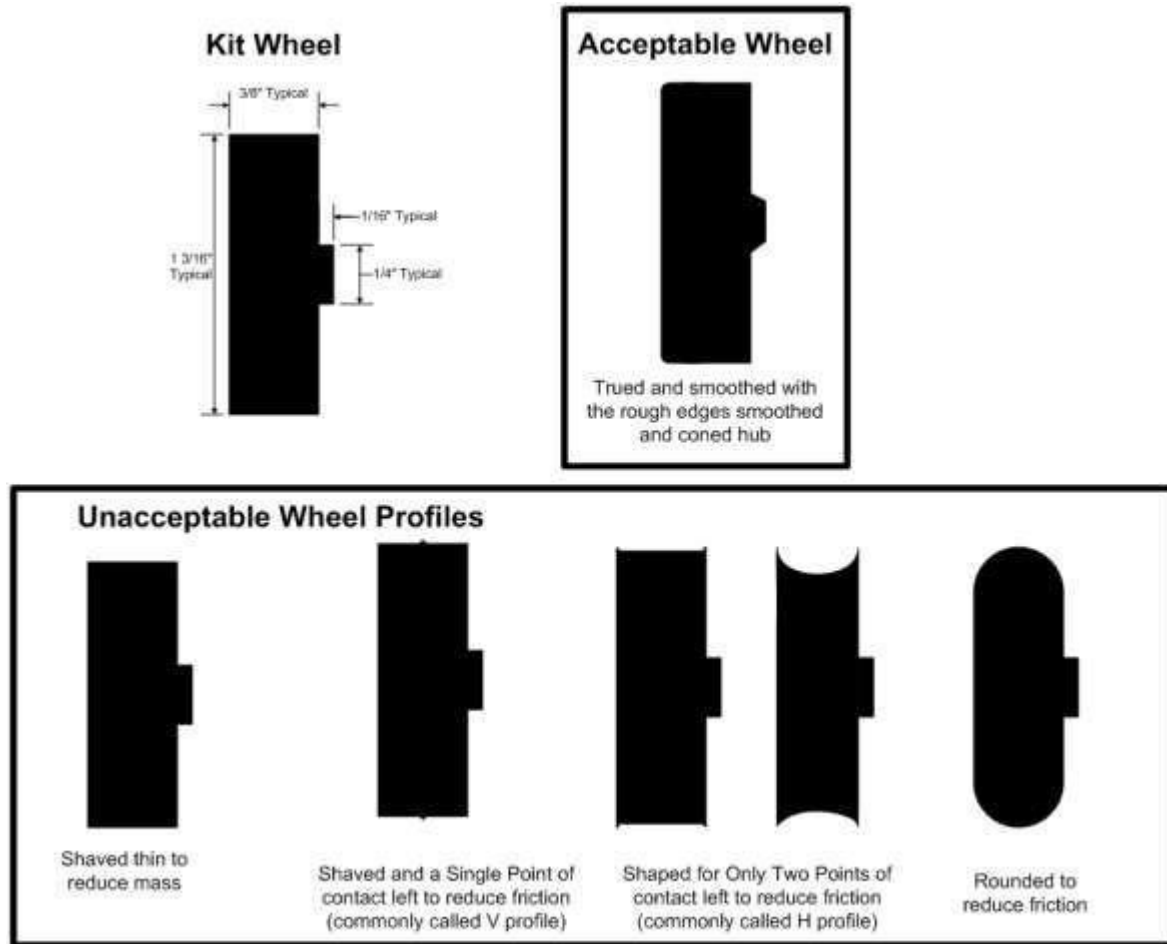 Kit Wheel
3/8" Typical
1/16" Typical
1 3/16"
Typical
1/4" Typical
Acceptable Wheel
Trued and smoothed with
the rough edges smoothed
and coned hub
Unacceptable Wheel Profiles
Shaved thin to
reduce mass
Shaved and a Single Point of
contact left to reduce friction
(commonly called V profile)
Shaped for Only Two Points of
contact left to reduce friction
(commonly called H profile)
Rounded to
reduce friction